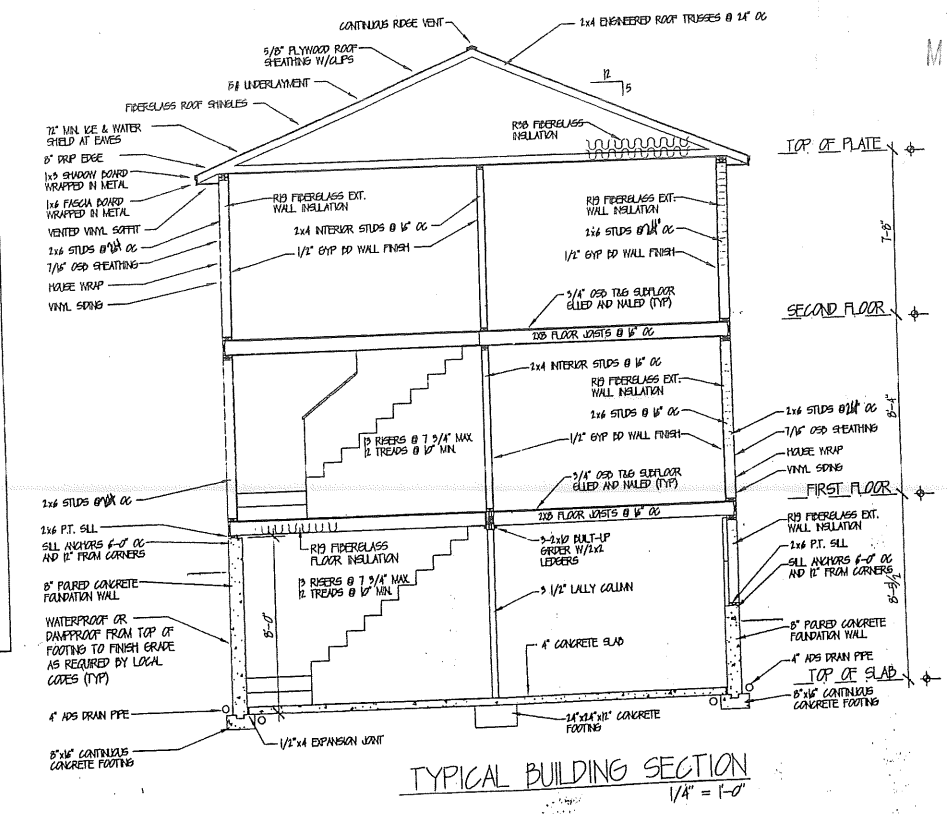 CONTINUOUS RIDGE VENT
2x4 ENGINEERED ROOF TRUSSES @ 24" OC
5/8" PLYWOOD ROOF
SHEATHING W/CLIPS
15# UNDERLAYMENT
FIBERGLASS ROOF SHINGLES
12
5
M
72" MIN. ICE & WATER
SHIELD AT EAVES
8" DRIP EDGE
1x3 SHADOW BOARD
WRAPPED IN METAL
1x6 FASCIA BOARD
WRAPPED IN METAL
VENTED VINYL SOFFIT
2x6 STUDS @ OC
7/16" OSB SHEATHING
HOUSE WRAP
VINYL SIDING
R38 FIBERGLASS
INSULATION
TOP OF PLATE
R19 FIBERGLASS EXT.
WALL INSULATION
2x4 INTERIOR STUDS @ 16" OC
1/2" GYP BD WALL FINISH
R19 FIBERGLASS EXT.
WALL INSULATION
2x6 STUDS @ OC
1/2" GYP BD WALL FINISH
7'-8"
3/4" OSB T&G SUBFLOOR
GLUED AND NAILED (TYP)
SECOND FLOOR
2X8 FLOOR JOISTS @ 16" OC
2x4 INTERIOR STUDS @ 16" OC
R19 FIBERGLASS EXT.
WALL INSULATION
2x6 STUDS @ 16" OC
1/2" GYP BD WALL FINISH
8'-4"
2x6 STUDS @ OC
7/16" OSB SHEATHING
HOUSE WRAP
VINYL SIDING
13 RISERS @ 7 3/4" MAX
12 TREADS @ 10" MIN.
3/4" OSB T&G SUBFLOOR
GLUED AND NAILED (TYP)
FIRST FLOOR
2x6 STUDS @ OC
2X8 FLOOR JOISTS @ 16" OC
2x6 P.T. SILL
SILL ANCHORS 6'-0" OC
AND 12" FROM CORNERS
8" POURED CONCRETE
FOUNDATION WALL
WATERPROOF OR
DAMPPROOF FROM TOP OF
FOOTING TO FINISH GRADE
AS REQUIRED BY LOCAL
CODES (TYP)
R19 FIBERGLASS
FLOOR INSULATION
13 RISERS @ 7 3/4" MAX
12 TREADS @ 10" MIN.
8'-0"
3-2x10 BUILT-UP
GIRDER W/2x2
LEDGERS
3 1/2" LALLY COLUMN
4" CONCRETE SLAB
R19 FIBERGLASS EXT.
WALL INSULATION
2x6 P.T. SILL
SILL ANCHORS 6'-0" OC
AND 12" FROM CORNERS
8'-5 1/2"
8" POURED CONCRETE
FOUNDATION WALL
4" ADS DRAIN PIPE
TOP OF SLAB
8"x16" CONTINUOUS
CONCRETE FOOTING
4" ADS DRAIN PIPE
8"x16" CONTINUOUS
CONCRETE FOOTING
1/2"x4 EXPANSION JOINT
24"x24"x12" CONCRETE
FOOTING
TYPICAL BUILDING SECTION
1/4" = 1'-0"